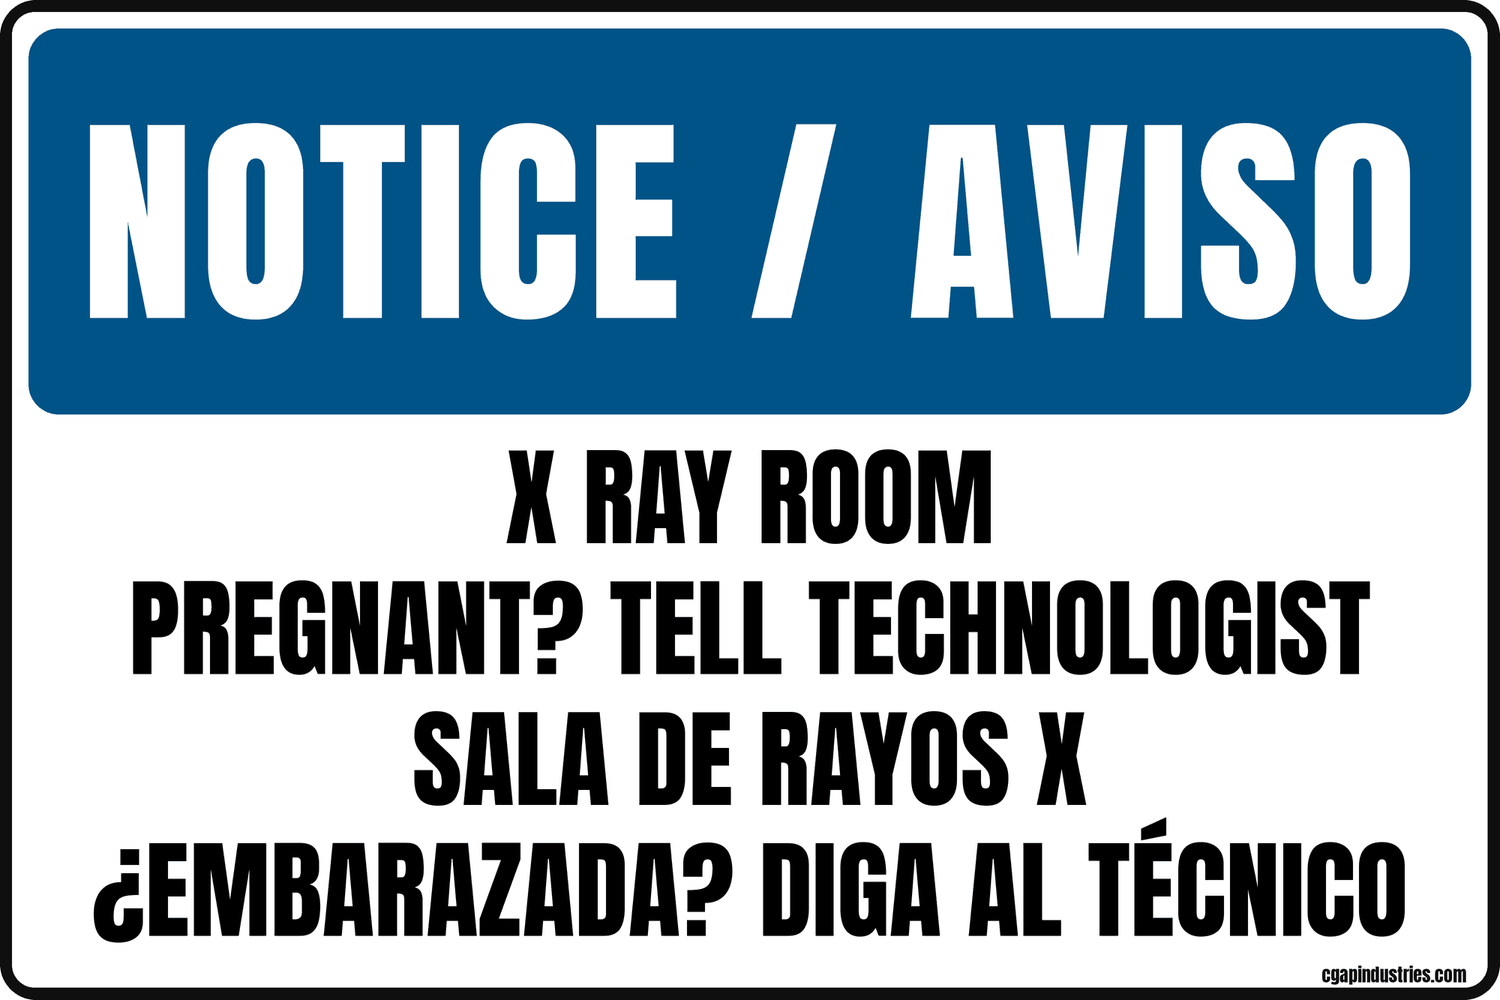 NOTICE / AVISO
X RAY ROOM
PREGNANT? TELL TECHNOLOGIST
SALA DE RAYOS X
¿EMBARAZADA? DIGA AL TÉCNICO
cgapindustries.com